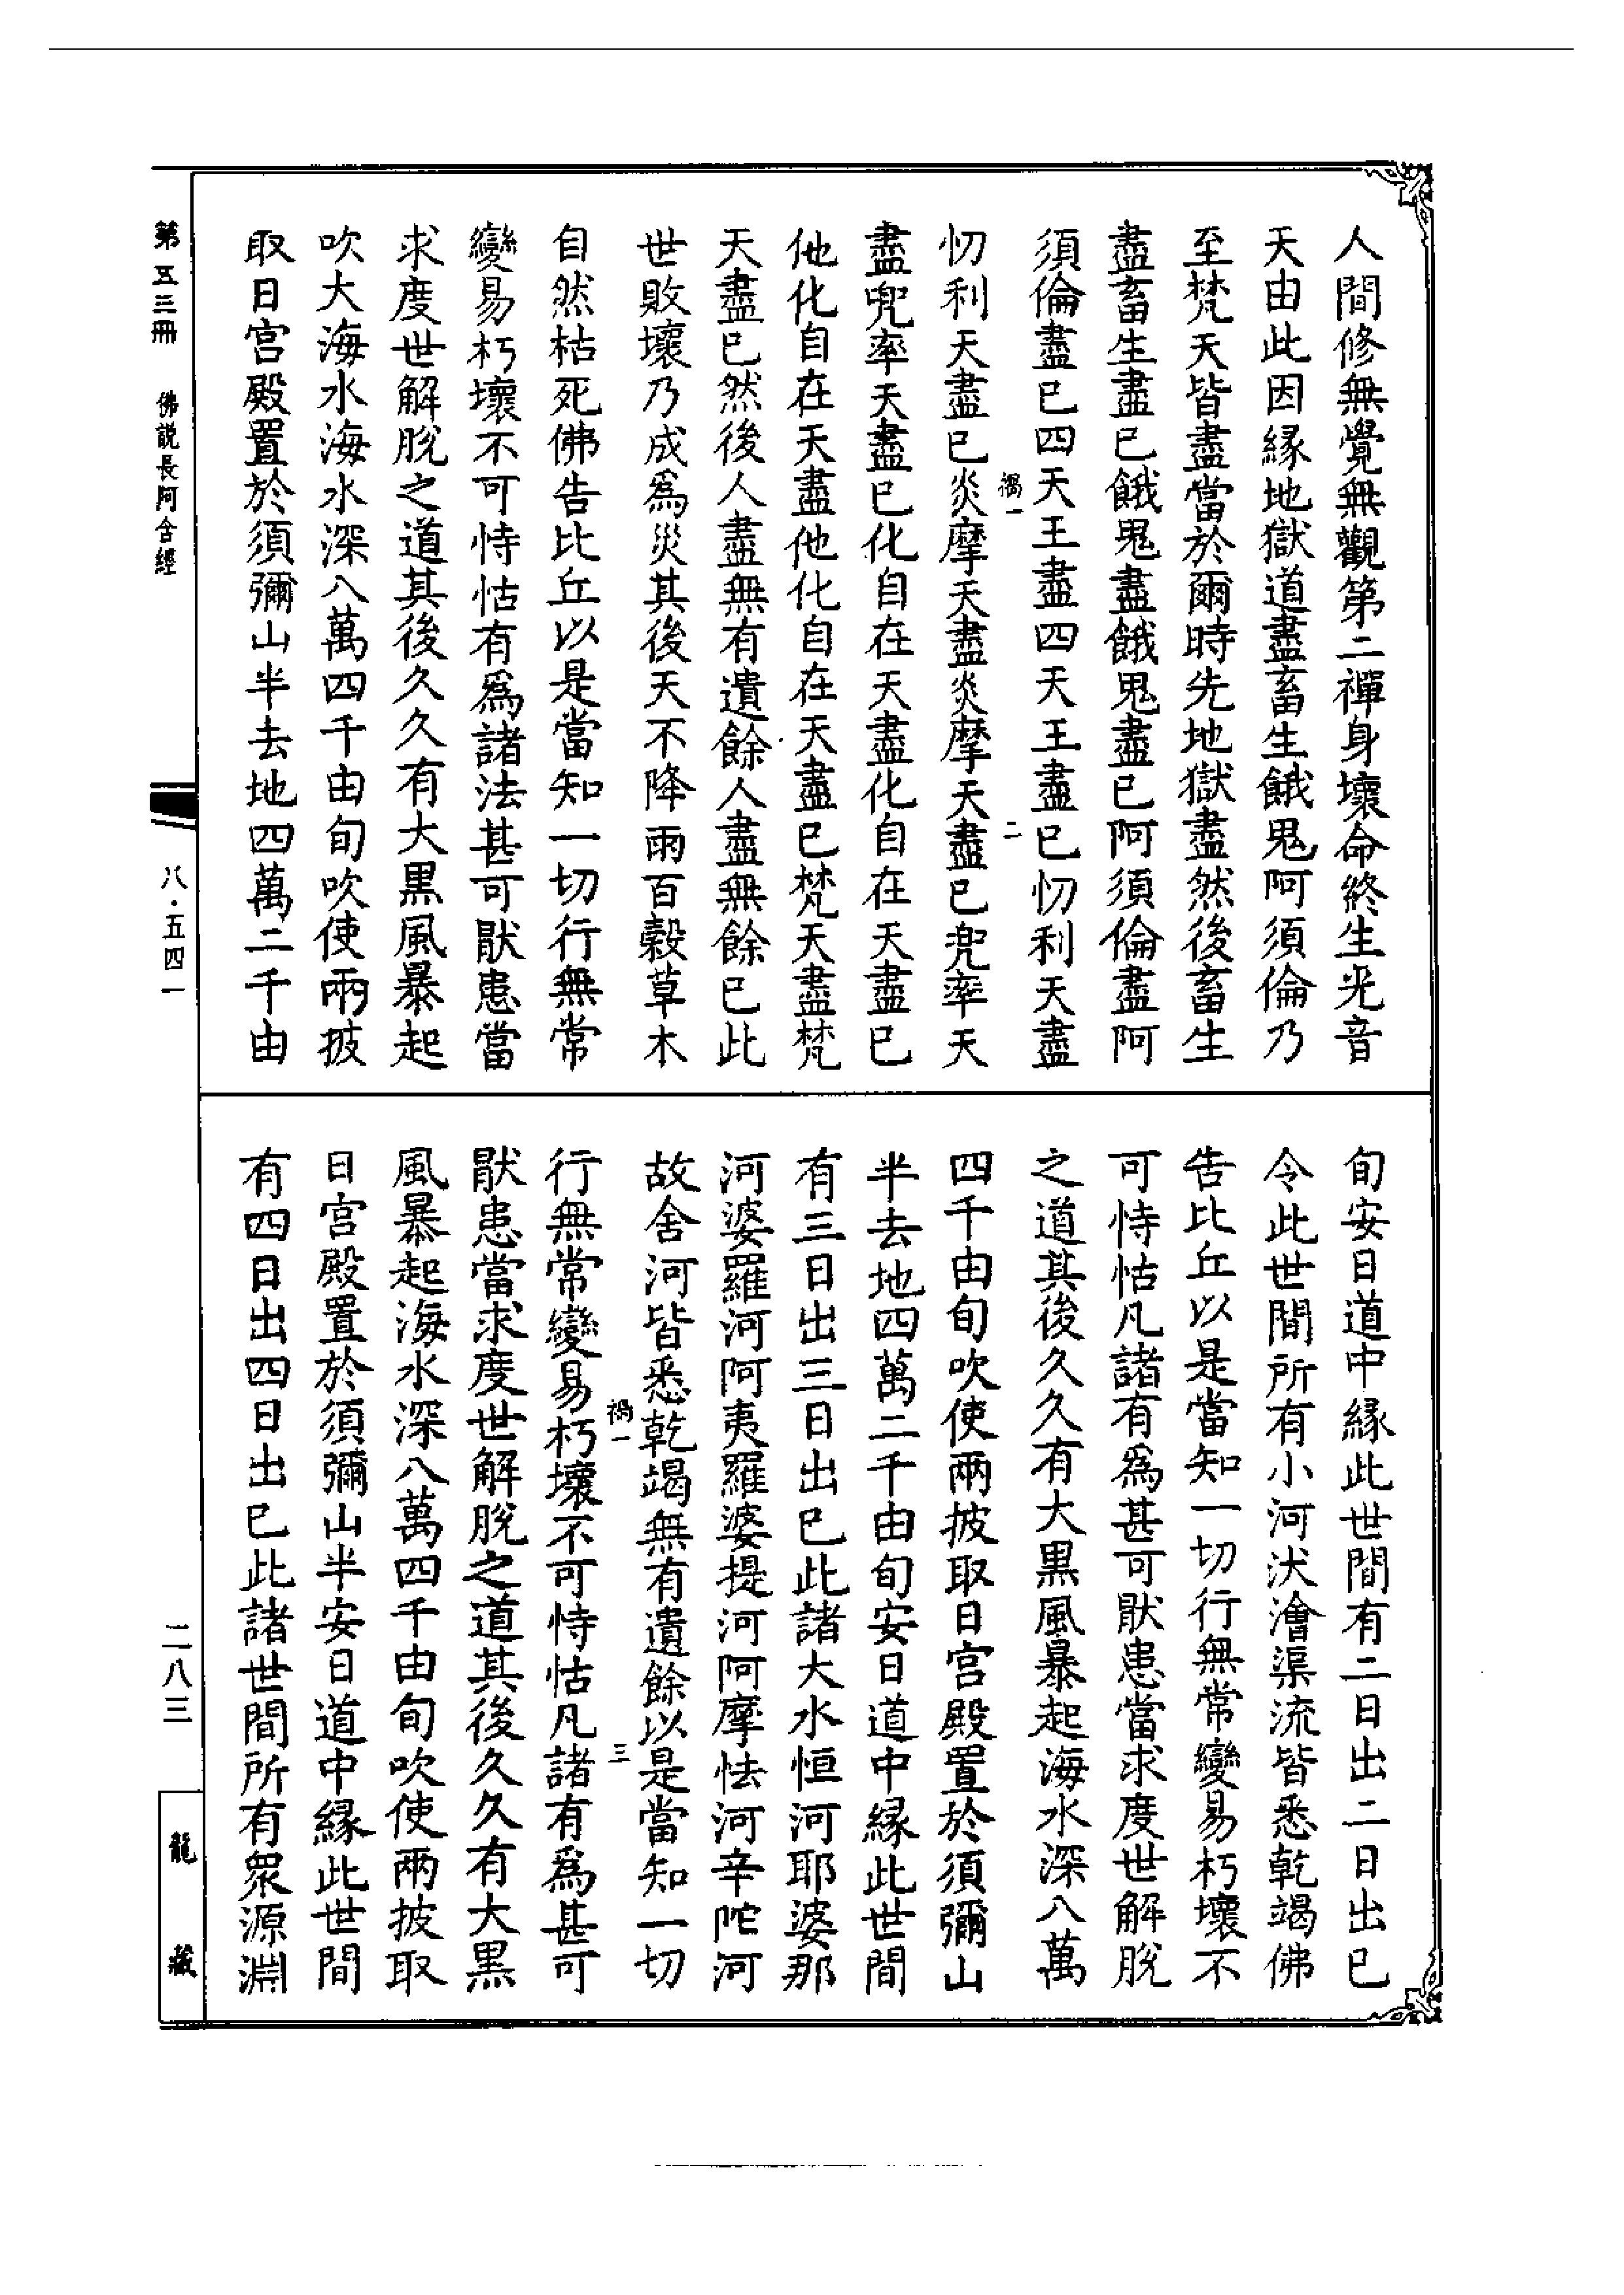 人間修無覺無觀第二禪身壞命終生光音
天由此因緣地獄道盡畜生餓鬼阿須倫乃
至梵天皆盡當於爾時先地獄盡然後畜生
盡畜生盡已餓鬼盡餓鬼盡已阿須倫盡阿
須倫盡已四天王盡四天王盡已忉利天盡
禍一
二
忉利天盡已炎摩天盡炎摩天盡已兜率天
盡兜率天盡已化自在天盡化自在天盡已
他化自在天盡他化自在天盡已梵天盡梵
天盡已然後人盡無有遺餘人盡無餘已此
世敗壞乃成為災其後天不降雨百穀草木
自然枯死佛告比丘以是當知一切行無常
變易朽壞不可恃怙有為諸法甚可猒患當
求度世解脫之道其後久久有大黑風暴起
吹大海水海水深八萬四千由旬吹使兩披
取日宮殿置於須彌山半去地四萬二千由
旬安日道中緣此世間有二日出二日出已
令此世間所有小河汱澮渠流皆悉乾竭佛
告比丘以是當知一切行無常變易朽壞不
可恃怙凡諸有為甚可猒患當求度世解脫
之道其後久久有大黑風暴起海水深八萬
四千由旬吹使兩披取日宮殿置於須彌山
半去地四萬二千由旬安日道中緣此世間
有三日出三日出已此諸大水恒河耶婆那
河婆羅河阿夷羅婆提河阿摩怯河辛陀河
故舍河皆悉乾竭無有遺餘以是當知一切
禍一
三
行無常變易朽壞不可恃怙凡諸有為甚可
猒患當求度世解脫之道其後久久有大黑
風暴起海水深八萬四千由旬吹使兩披取
日宮殿置於須彌山半安日道中緣此世間
有四日出四日出已此諸世間所有眾源淵
第五三冊 佛說長阿含經
八·五四一
二八三
龍藏